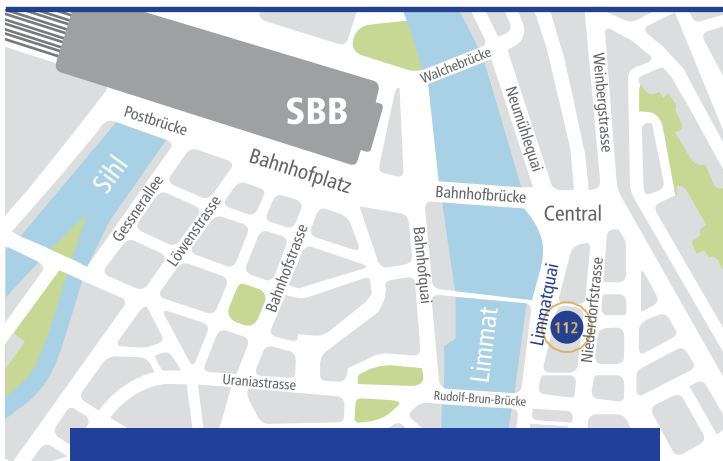 Walchebrücke
Weinbergstrasse
Neumühlequai
SBB
Postbrücke
Bahnhofplatz
Sihl
Gessnerallee
Löwenstrasse
Bahnhofbrücke
Central
Bahnhofstrasse
Bahnhofquai
Limmatquai
Niederdorfstrasse
112
Limmat
Uraniastrasse
Rudolf-Brun-Brücke